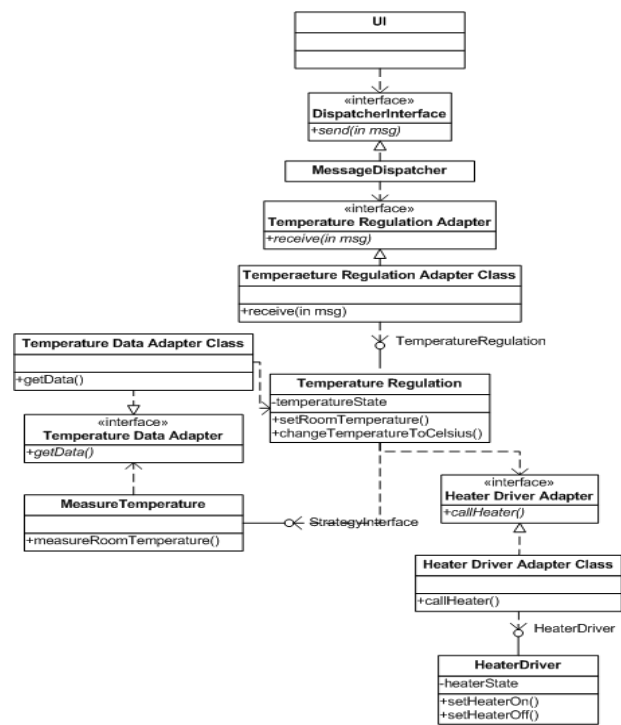 UI
«interface»
DispatcherInterface
+send(in msg)
MessageDispatcher
«interface»
Temperature Regulation Adapter
+receive(in msg)
Temperaeture Regulation Adapter Class
+receive(in msg)
TemperatureRegulation
Temperature Data Adapter Class
+getData()
Temperature Regulation
-temperatureState
+setRoomTemperature()
+changeTemperatureToCelsius()
«interface»
Temperature Data Adapter
+getData()
«interface»
Heater Driver Adapter
+callHeater()
MeasureTemperature
+measureRoomTemperature()
StrategyInterface
Heater Driver Adapter Class
+callHeater()
HeaterDriver
HeaterDriver
-heaterState
+setHeaterOn()
+setHeaterOff()